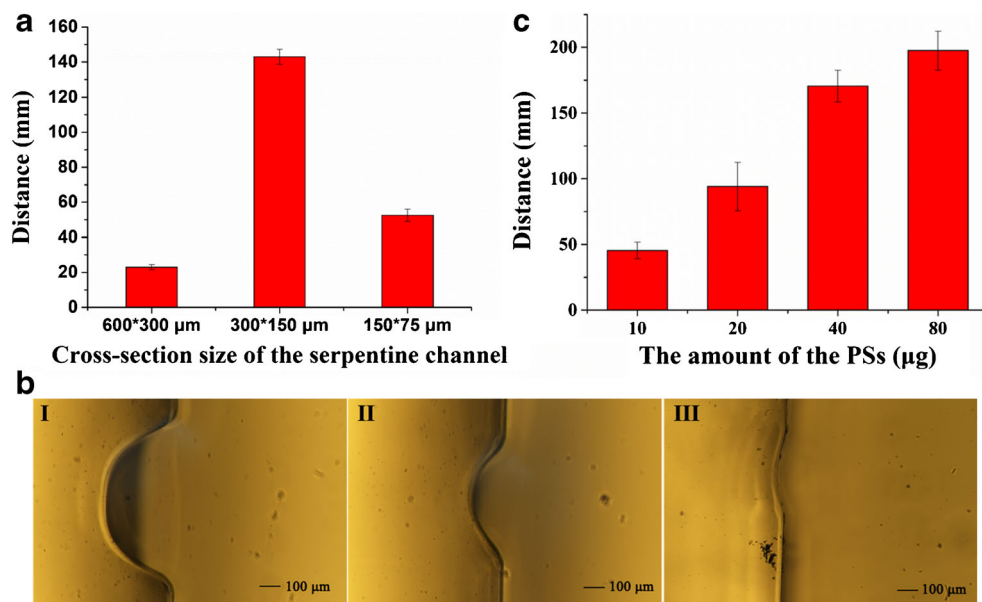 a
160
140
120
100
80
60
40
20
0
Distance (mm)
600*300 μm 300*150 μm 150*75 μm
Cross-section size of the serpentine channel
c
200
150
100
50
0
Distance (mm)
10 20 40 80
The amount of the PSs (μg)
b
I
100 μm
II
100 μm
III
100 μm